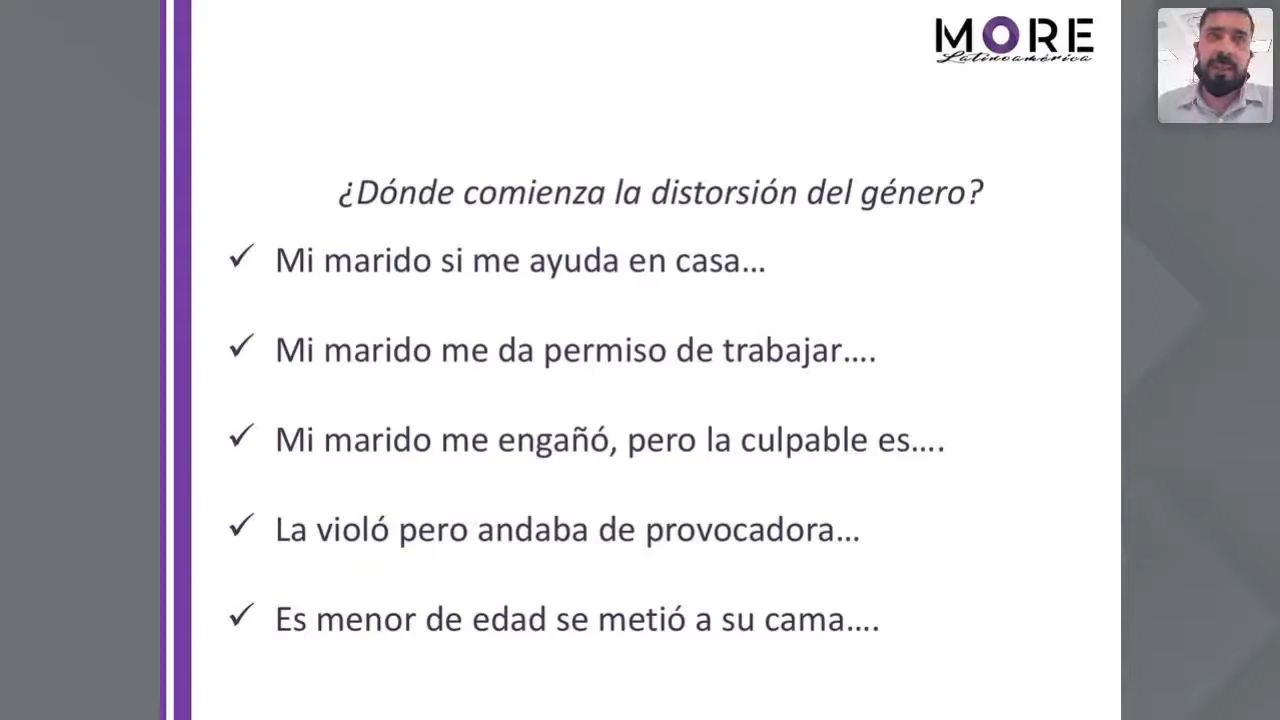 MORE
Latinoamérica
¿Dónde comienza la distorsión del género?
Mi marido si me ayuda en casa...
Mi marido me da permiso de trabajar....
Mi marido me engañó, pero la culpable es....
La violó pero andaba de provocadora...
Es menor de edad se metió a su cama....